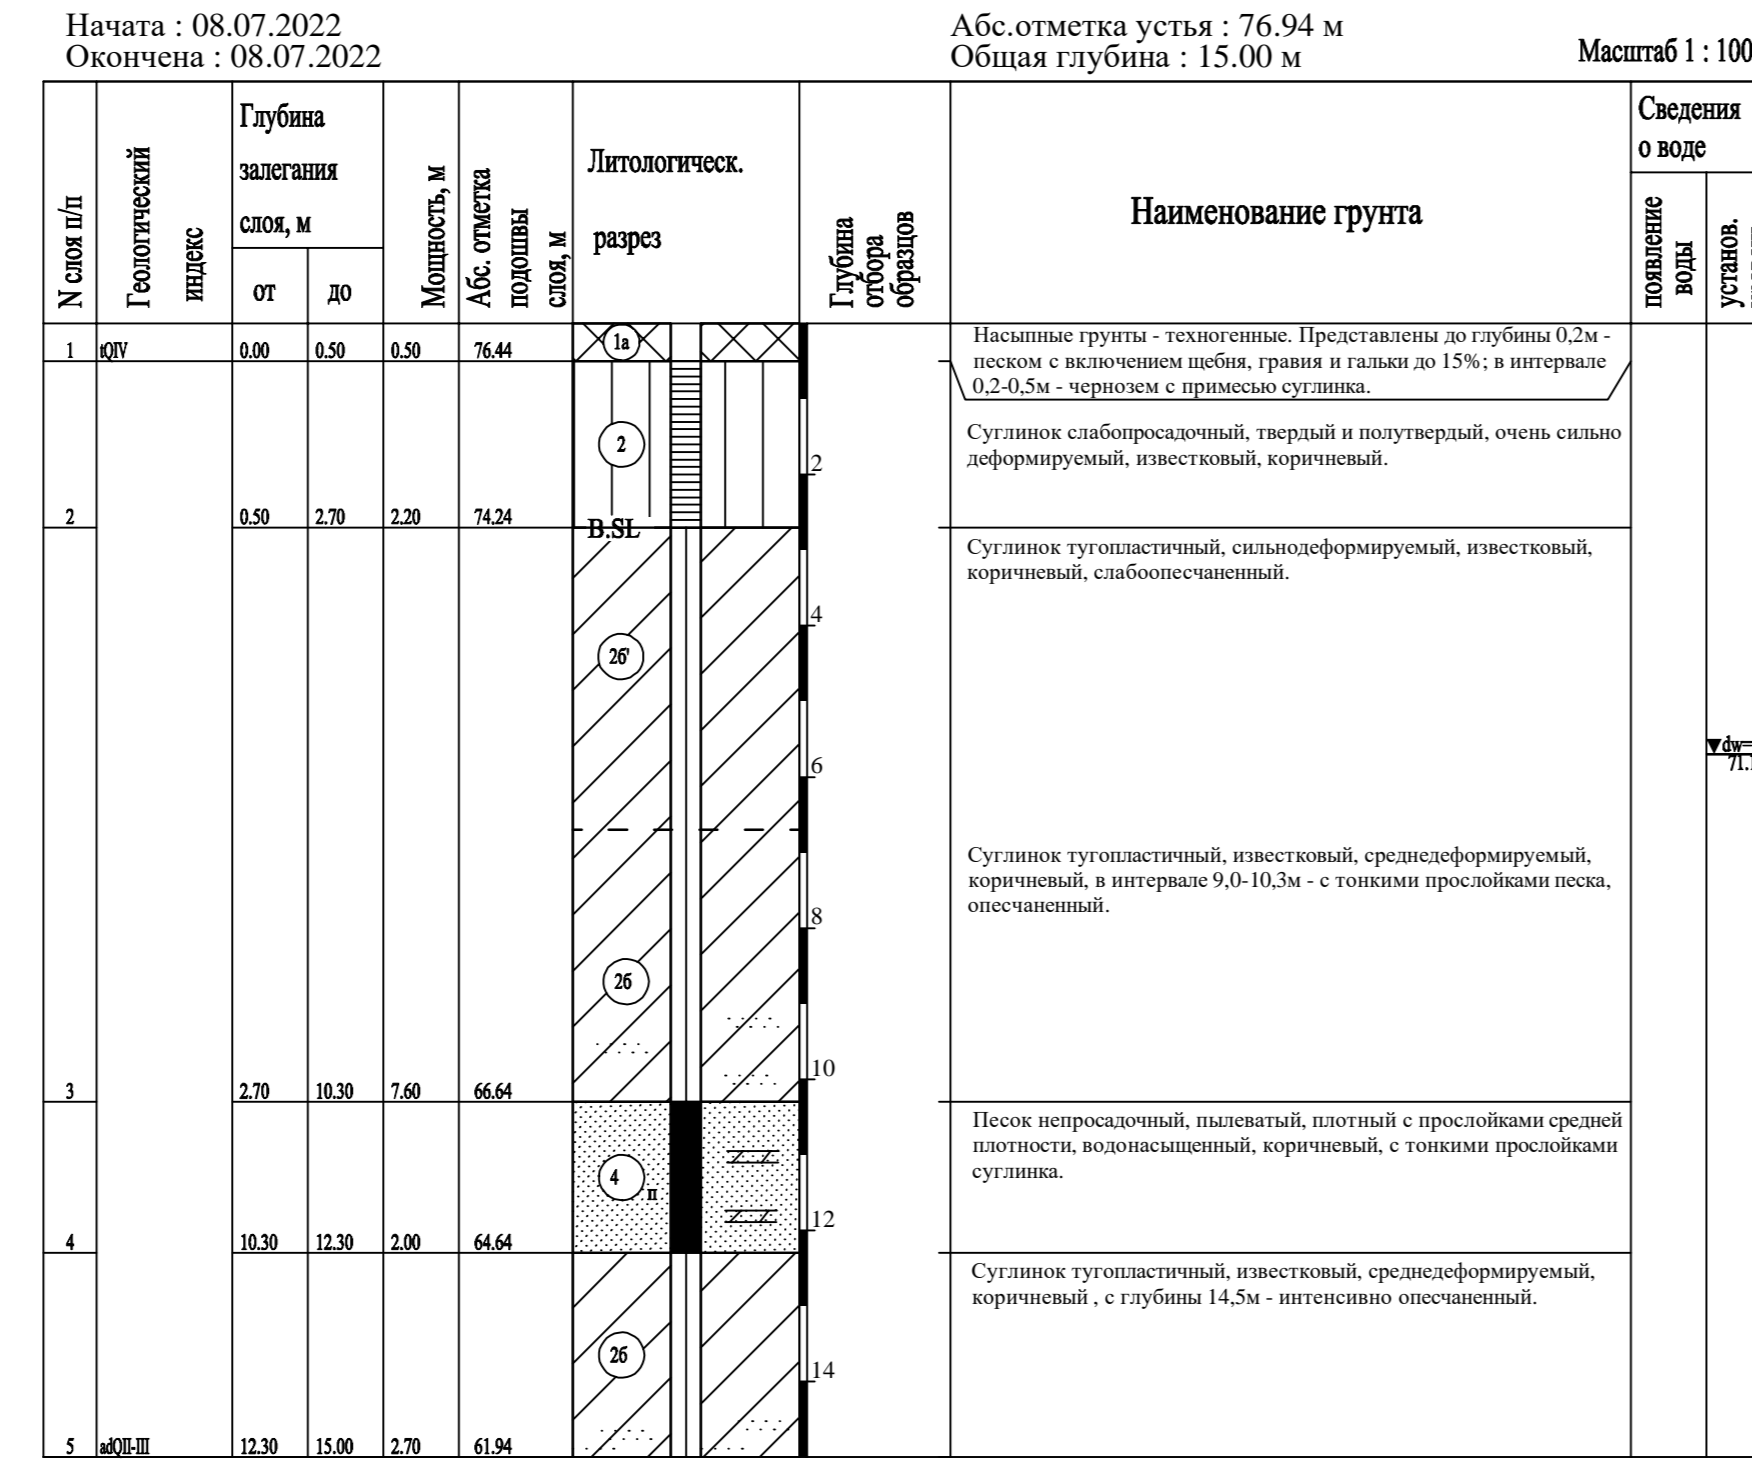 Начата : 08.07.2022
Окончена : 08.07.2022
Абс.отметка устья : 76.94 м
Общая глубина : 15.00 м
Масштаб 1 : 100
N слоя п/п
Геологический
индекс
Глубина
залегания
слоя, м
от
до
Мощность, м
Абс. отметка
подошвы
слоя, м
Литологическ.
разрез
Глубина
отбора
образцов
Наименование грунта
Сведения
о воде
появление
воды
установ.
1 tQIV 0.00 0.50 0.50 76.44
1а
Насыпные грунты - техногенные. Представлены до глубины 0,2м -
песком с включением щебня, гравия и гальки до 15%; в интервале
0,2-0,5м - чернозем с примесью суглинка.
2
2
Суглинок слабопросадочный, твердый и полутвердый, очень сильно
деформируемый, известковый, коричневый.
2 0.50 2.70 2.20 74.24
B.SL
Суглинок тугопластичный, сильнодеформируемый, известковый,
коричневый, слабоопесчаненный.
4
2б'
6
dw=
Суглинок тугопластичный, известковый, среднедеформируемый,
коричневый, в интервале 9,0-10,3м - с тонкими прослойками песка,
опесчаненный.
8
2б
10
3 2.70 10.30 7.60 66.64
Песок непросадочный, пылеватый, плотный с прослойками средней
плотности, водонасыщенный, коричневый, с тонкими прослойками
суглинка.
4 п
12
4 10.30 12.30 2.00 64.64
Суглинок тугопластичный, известковый, среднедеформируемый,
коричневый , с глубины 14,5м - интенсивно опесчаненный.
2б
14
5 adQII-III 12.30 15.00 2.70 61.94